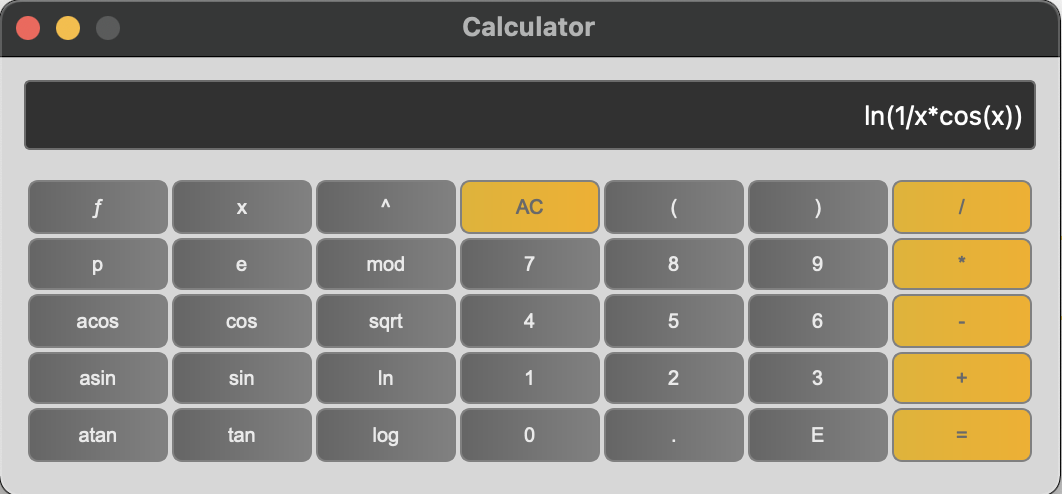 Calculator
ln(1/x*cos(x))
ƒ x ^ AC ( ) /
p e mod 7 8 9 *
acos cos sqrt 4 5 6 -
asin sin ln 1 2 3 +
atan tan log 0 . E =